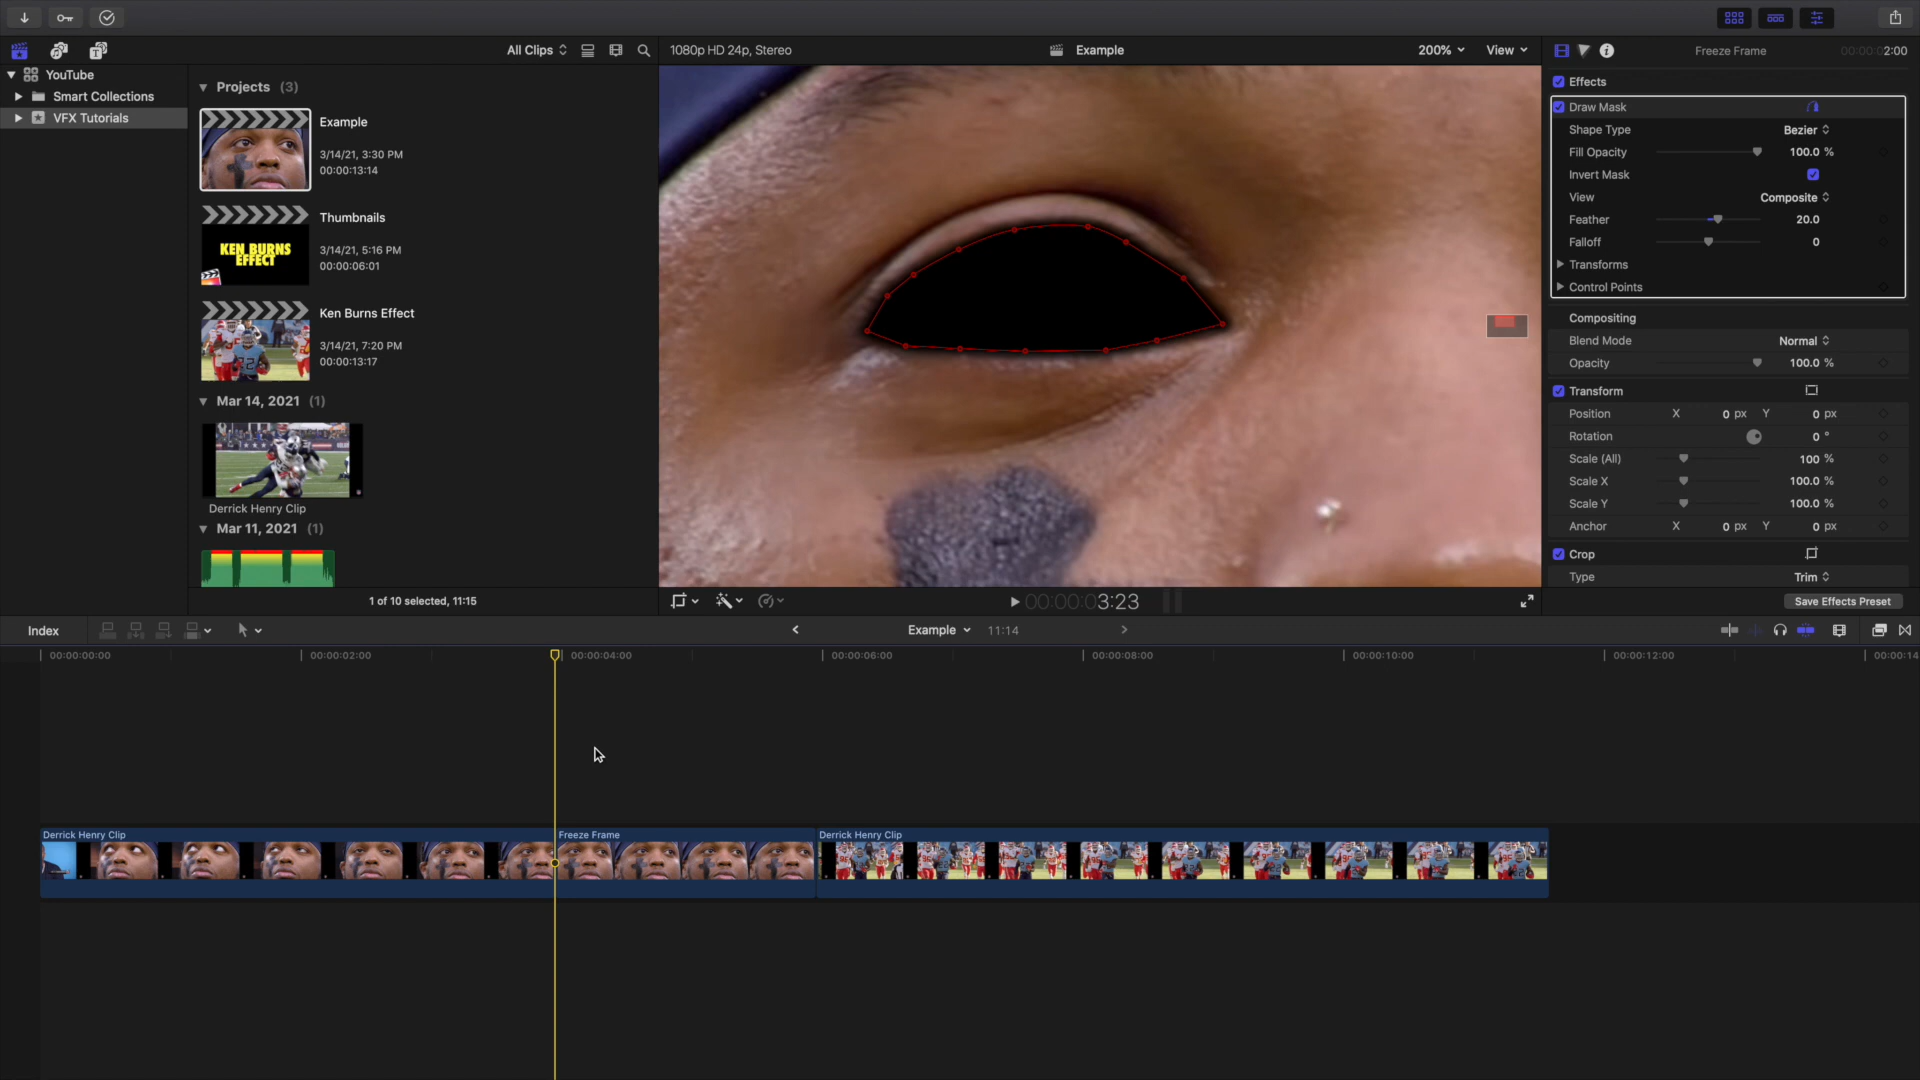 All Clips
1080p HD 24p, Stereo
Example
200%
View
Freeze Frame
00:00:02:00
YouTube
Smart Collections
VFX Tutorials
Projects (3)
Example
3/14/21, 3:30 PM
00:00:13:14
Thumbnails
3/14/21, 5:16 PM
00:00:06:01
KEN BURNS
EFFECT
Ken Burns Effect
3/14/21, 7:20 PM
00:00:13:17
Mar 14, 2021 (1)
Derrick Henry Clip
Mar 11, 2021 (1)
1 of 10 selected, 11:15
00:00:00:03:23
Effects
Draw Mask
Shape Type Bezier
Fill Opacity 100.0 %
Invert Mask
View Composite
Feather 20.0
Falloff 0
Transforms
Control Points
Compositing
Blend Mode Normal
Opacity 100.0 %
Transform
Position X 0 px Y 0 px
Rotation 0 °
Scale (All) 100 %
Scale X 100.0 %
Scale Y 100.0 %
Anchor X 0 px Y 0 px
Crop
Type Trim
Save Effects Preset
Index
Example
11:14
00:00:00:00
00:00:02:00
00:00:04:00
00:00:06:00
00:00:08:00
00:00:10:00
00:00:12:00
00:00:14
Derrick Henry Clip
Freeze Frame
Derrick Henry Clip